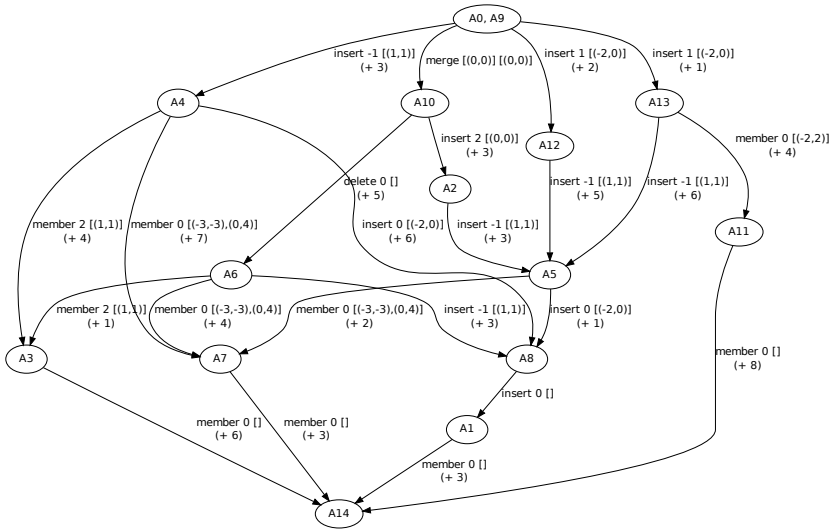 A0, A9
insert -1 [(1,1)]
(+ 3)
merge [(0,0)] [(0,0)]
insert 1 [(-2,0)]
(+ 2)
insert 1 [(-2,0)]
(+ 1)
A4
A10
A13
A12
insert 2 [(0,0)]
(+ 3)
member 0 [(-2,2)]
(+ 4)
delete 0 []
(+ 5)
A2
insert -1 [(1,1)]
(+ 5)
insert -1 [(1,1)]
(+ 6)
member 2 [(1,1)]
(+ 4)
member 0 [(-3,-3),(0,4)]
(+ 7)
insert 0 [(-2,0)]
(+ 6)
insert -1 [(1,1)]
(+ 3)
A11
A6
A5
member 2 [(1,1)]
(+ 1)
member 0 [(-3,-3),(0,4)]
(+ 4)
member 0 [(-3,-3),(0,4)]
(+ 2)
insert -1 [(1,1)]
(+ 3)
insert 0 [(-2,0)]
(+ 1)
A3
A7
A8
member 0 []
(+ 8)
insert 0 []
member 0 []
(+ 6)
member 0 []
(+ 3)
A1
member 0 []
(+ 3)
A14